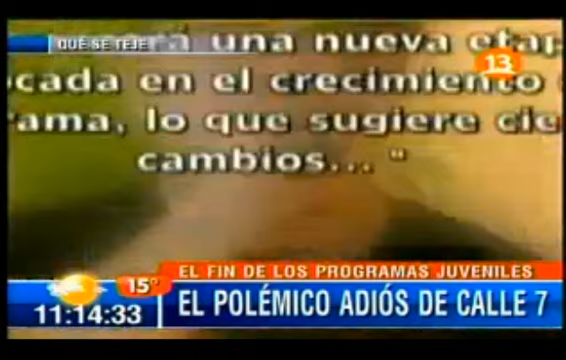 QUÉ SE TEJE
una nueva etap
13
cada en el crecimiento
rama, lo que sugiere cie
cambios... "
EL FIN DE LOS PROGRAMAS JUVENILES
15°
EL POLÉMICO ADIÓS DE CALLE 7
11:14:33